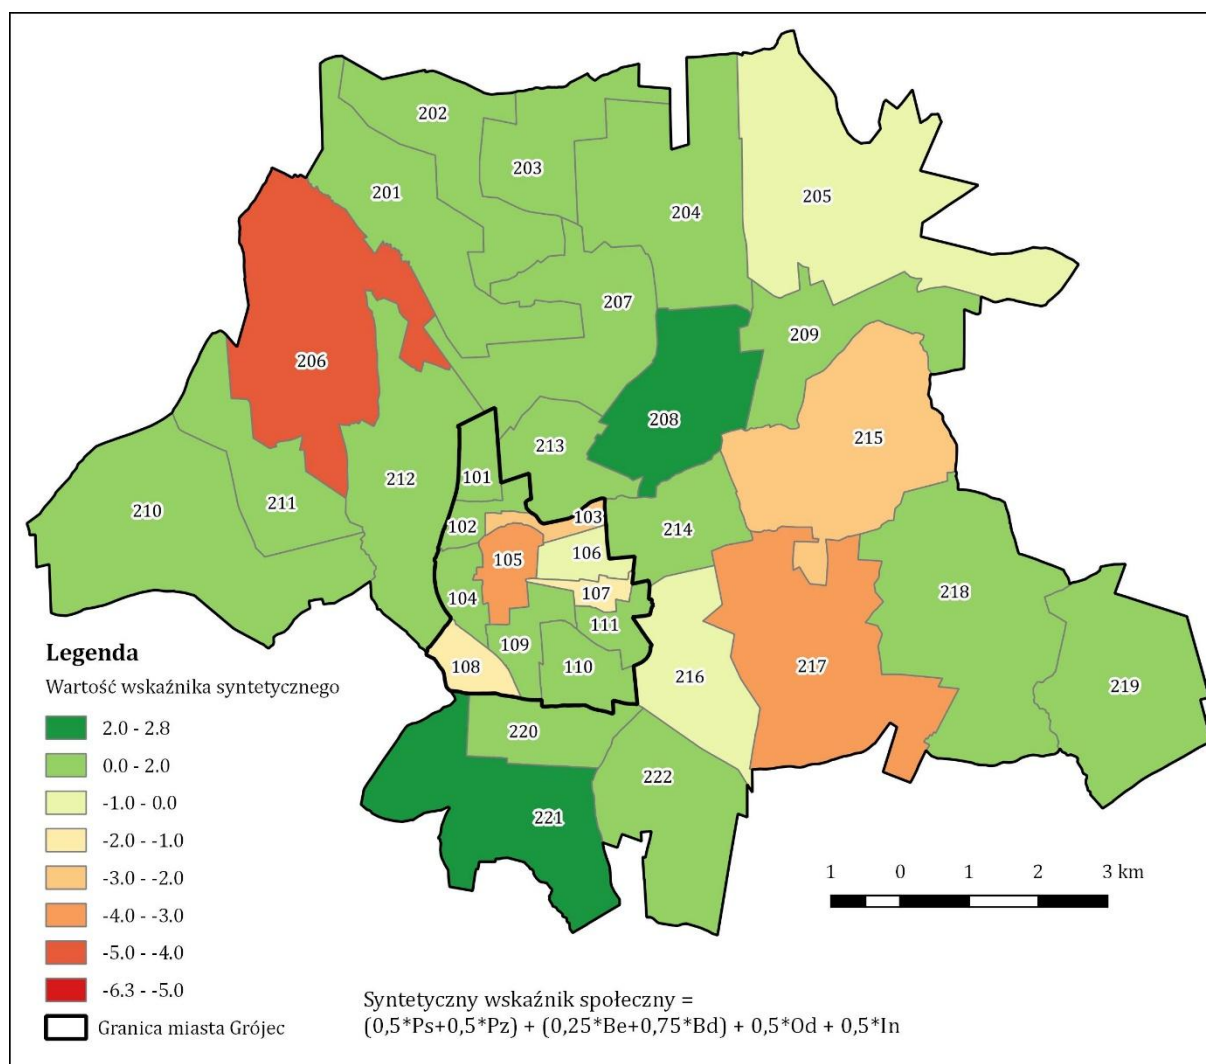 202
203
201
204
205
207
209
206
208
215
213
212
101
210
211
103
102
214
106
105
107
104
218
111
109
108
110
217
216
219
220
222
221
Legenda
Wartość wskaźnika syntetycznego
2.0 - 2.8
0.0 - 2.0
-1.0 - 0.0
-2.0 - -1.0
-3.0 - -2.0
-4.0 - -3.0
-5.0 - -4.0
-6.3 - -5.0
Granica miasta Grójec
1 0 1 2 3 km
Syntetyczny wskaźnik społeczny =
(0,5*Ps+0,5*Pz) + (0,25*Be+0,75*Bd) + 0,5*Od + 0,5*In